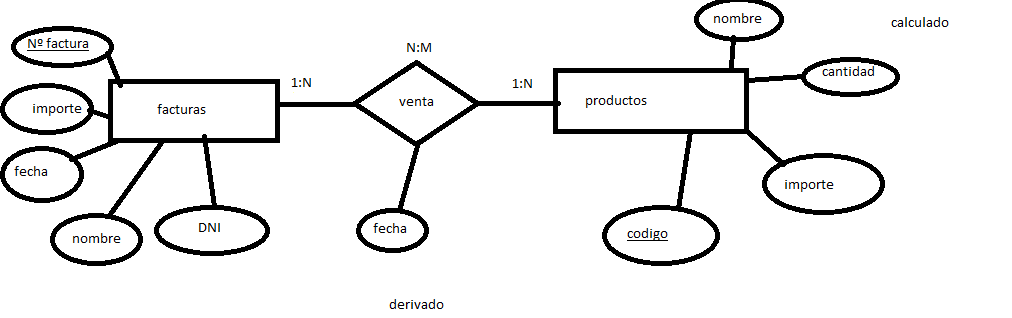 nombre
calculado
Nº factura
N:M
cantidad
1:N
1:N
importe
facturas
venta
productos
fecha
importe
nombre
DNI
fecha
codigo
derivado